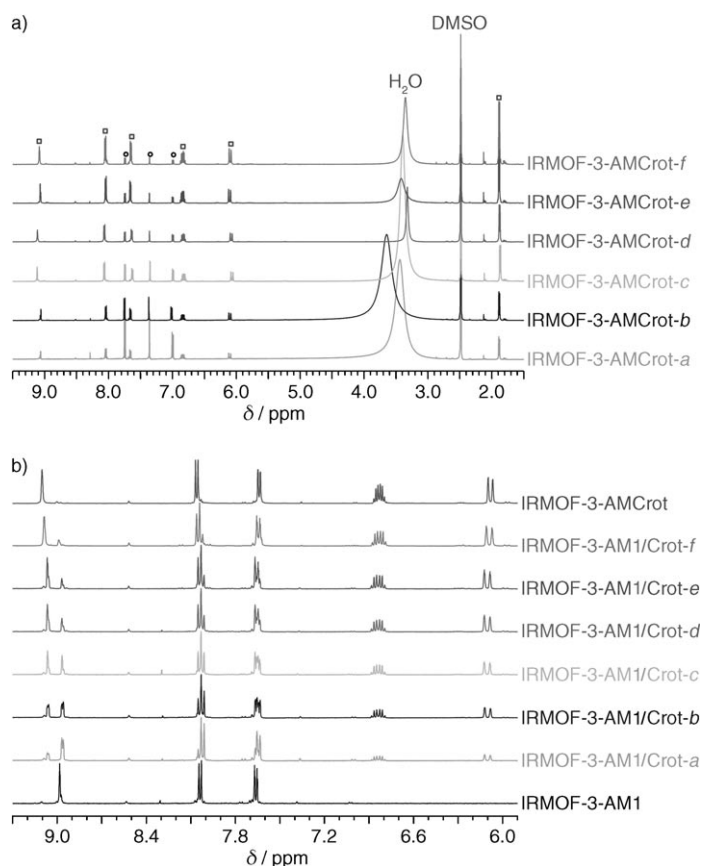 a)
DMSO
H₂O
IRMOF-3-AMCrot-f
IRMOF-3-AMCrot-e
IRMOF-3-AMCrot-d
IRMOF-3-AMCrot-c
IRMOF-3-AMCrot-b
IRMOF-3-AMCrot-a
9.0 8.0 7.0 6.0 5.0 4.0 3.0 2.0
δ / ppm
b)
IRMOF-3-AMCrot
IRMOF-3-AM1/Crot-f
IRMOF-3-AM1/Crot-e
IRMOF-3-AM1/Crot-d
IRMOF-3-AM1/Crot-c
IRMOF-3-AM1/Crot-b
IRMOF-3-AM1/Crot-a
IRMOF-3-AM1
9.0 8.4 7.8 7.2 6.6 6.0
δ / ppm